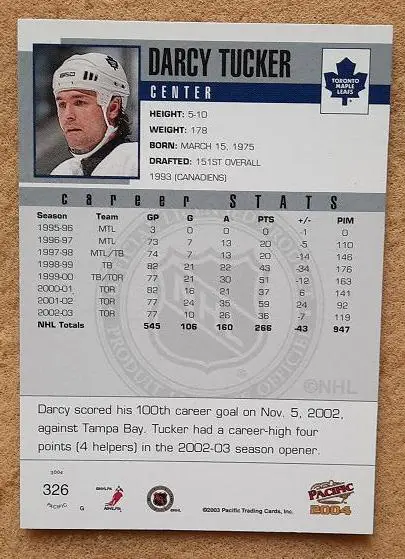 DARCY TUCKER
CENTER
TORONTO
MAPLE
LEAFS
HEIGHT: 5-10
WEIGHT: 178
BORN: MARCH 15, 1975
DRAFTED: 151ST OVERALL
1993 (CANADIENS)
career STATS
Season Team GP G A PTS +/- PIM
1995-96 MTL 3 0 0 0 -1 0
1996-97 MTL 73 7 13 20 -5 110
1997-98 MTL/TB 74 7 13 20 -14 146
1998-99 TB 82 21 22 43 -34 176
1999-00 TB/TOR 77 21 30 51 -12 163
2000-01 TOR 82 16 21 37 6 141
2001-02 TOR 77 24 35 59 24 92
2002-03 TOR 77 10 26 36 -7 119
NHL Totals 545 106 160 266 -43 947
©NHL
Darcy scored his 100th career goal on Nov. 5, 2002,
against Tampa Bay. Tucker had a career-high four
points (4 helpers) in the 2002-03 season opener.
2004
326
PACIFIC
G
©NHLPA
NHLPA
NHL
©2003 Pacific Trading Cards, Inc.
PACIFIC
2004